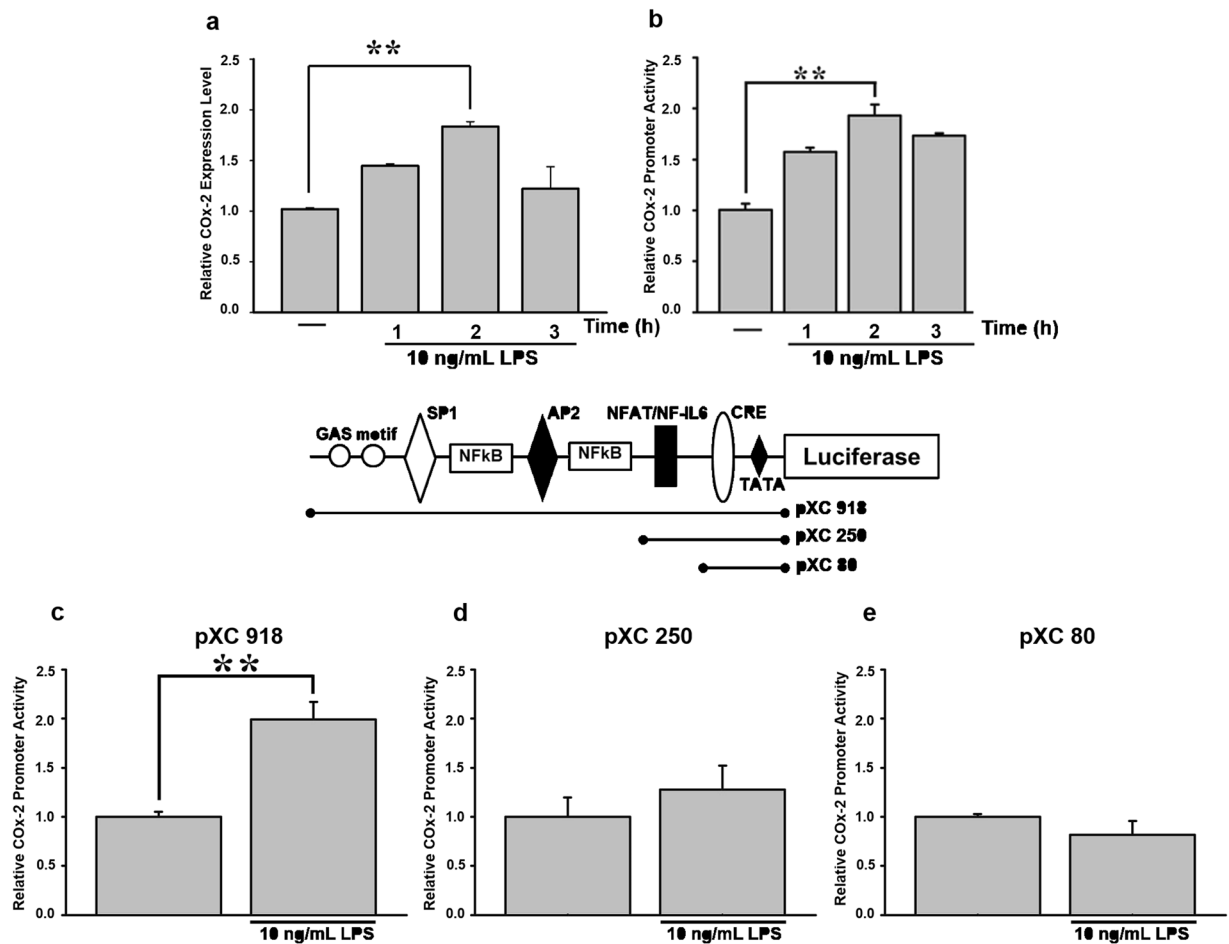 a
**
Relative COx-2 Expression Level
2.5
2.0
1.5
1.0
0.5
0.0
—
1 2 3 Time (h)
10 ng/mL LPS
b
**
Relative COx-2 Promoter Activity
2.5
2.0
1.5
1.0
0.5
0.0
—
1 2 3 Time (h)
10 ng/mL LPS
GAS motif SP1 NFkB AP2 NFkB NFAT/NF-IL6 CRE TATA Luciferase
pXC 918
pXC 250
pXC 80
c
pXC 918
**
Relative COx-2 Promoter Activity
2.5
2.0
1.5
1.0
0.5
0.0
10 ng/mL LPS
d
pXC 250
Relative COx-2 Promoter Activity
2.5
2.0
1.5
1.0
0.5
0.0
10 ng/mL LPS
e
pXC 80
Relative COx-2 Promoter Activity
2.5
2.0
1.5
1.0
0.5
0.0
10 ng/mL LPS